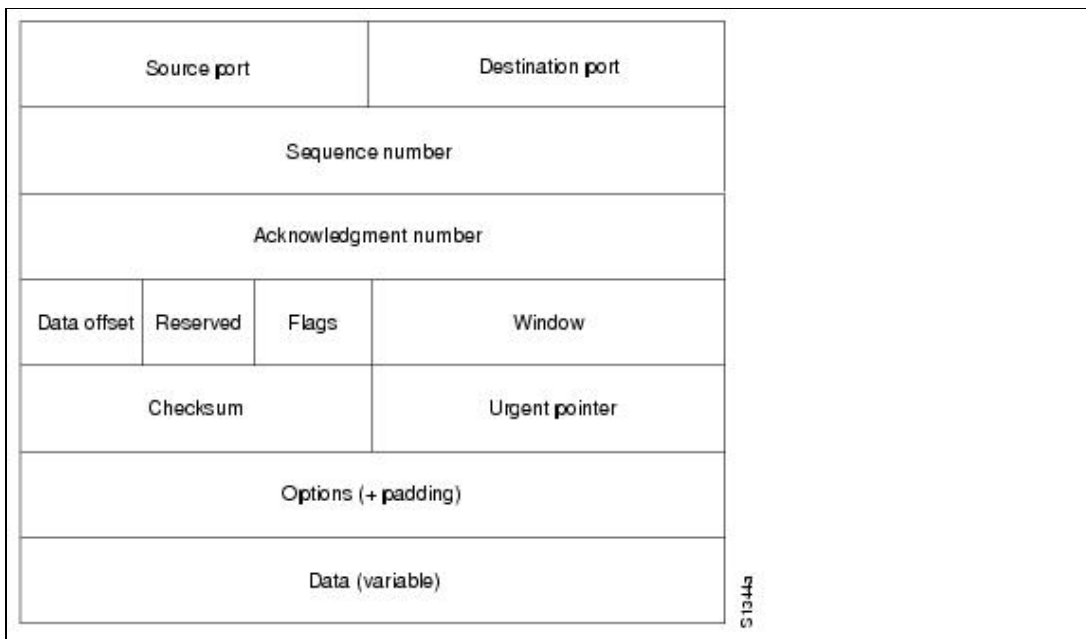 Source port
Destination port
Sequence number
Acknowledgment number
Data offset
Reserved
Flags
Window
Checksum
Urgent pointer
Options (+ padding)
Data (variable)
S1344a